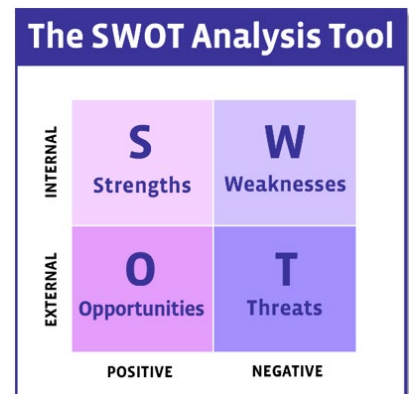 The SWOT Analysis Tool
INTERNAL
S
Strengths
W
Weaknesses
EXTERNAL
O
Opportunities
T
Threats
POSITIVE
NEGATIVE